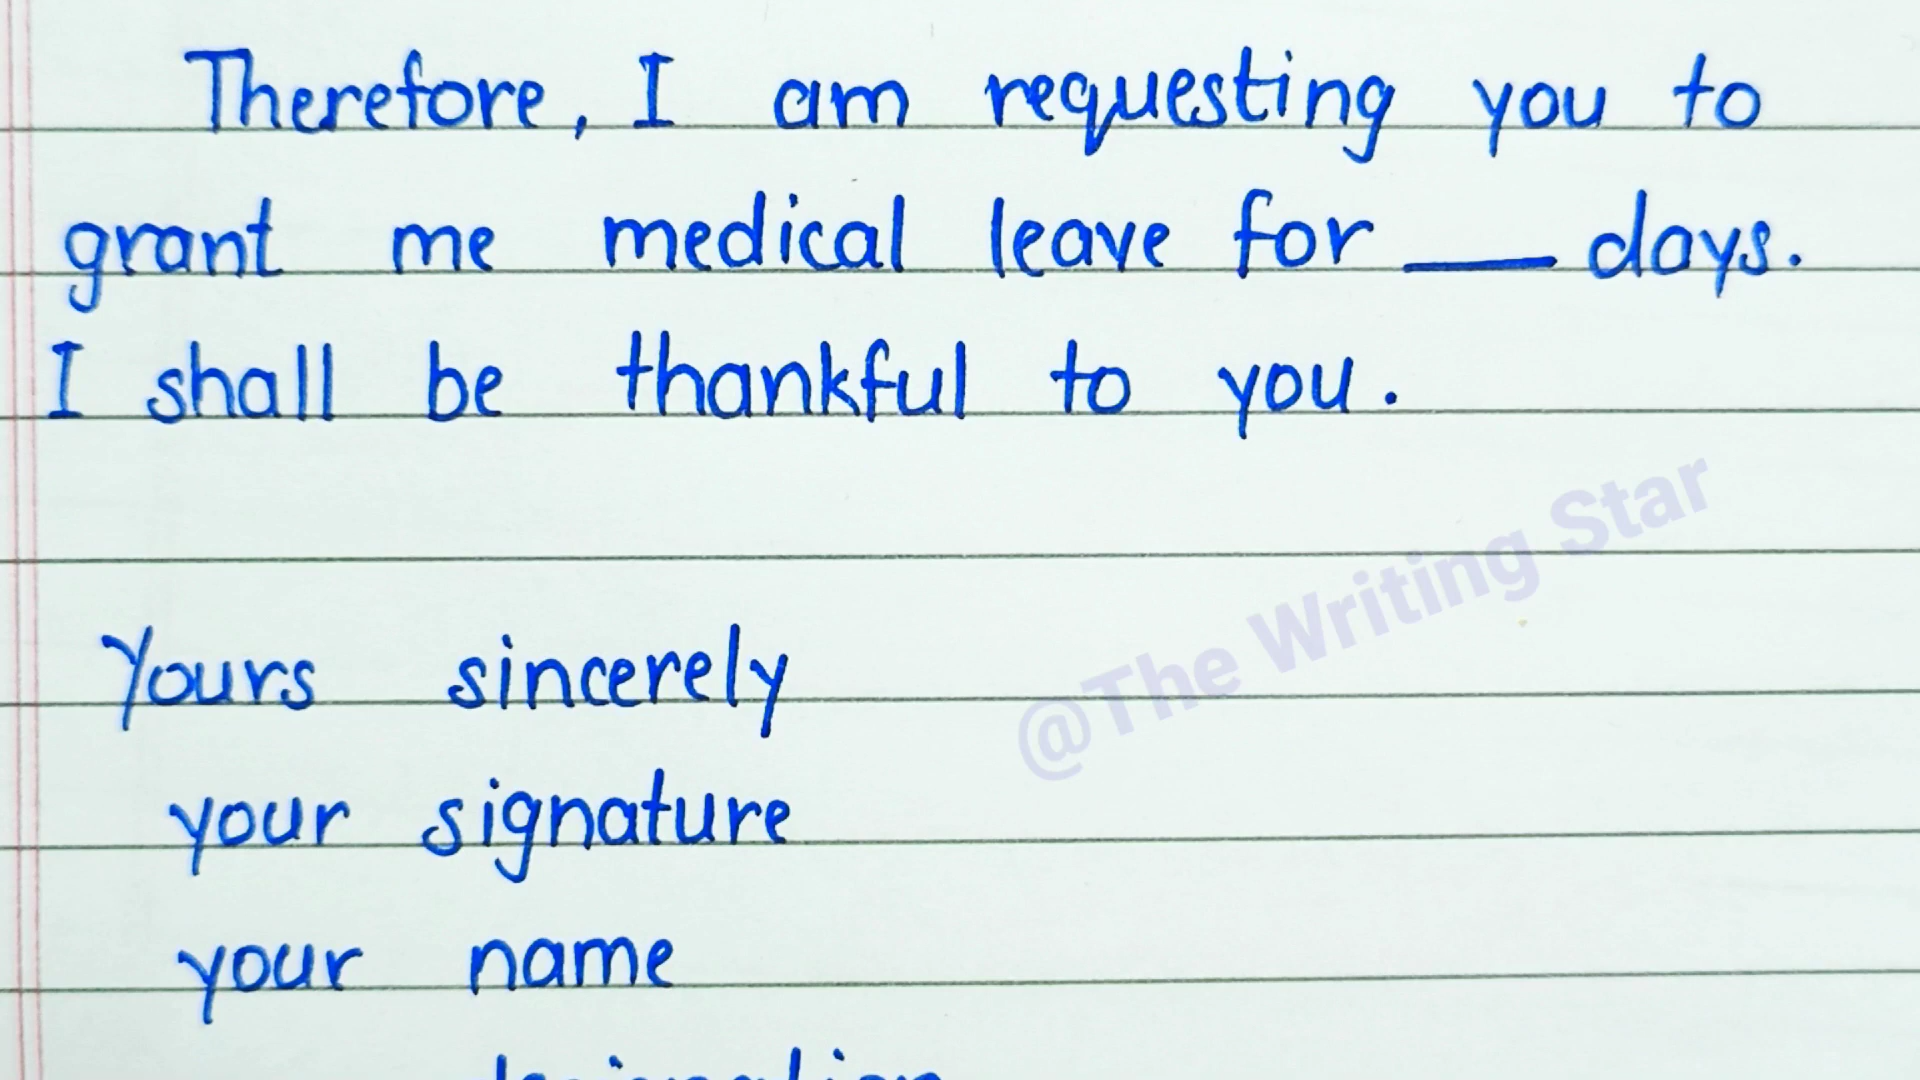 Therefore, I am requesting you to
grant me medical leave for ___ days.
I shall be thankful to you.
@The Writing Star
Yours sincerely
your signature
your name
designation